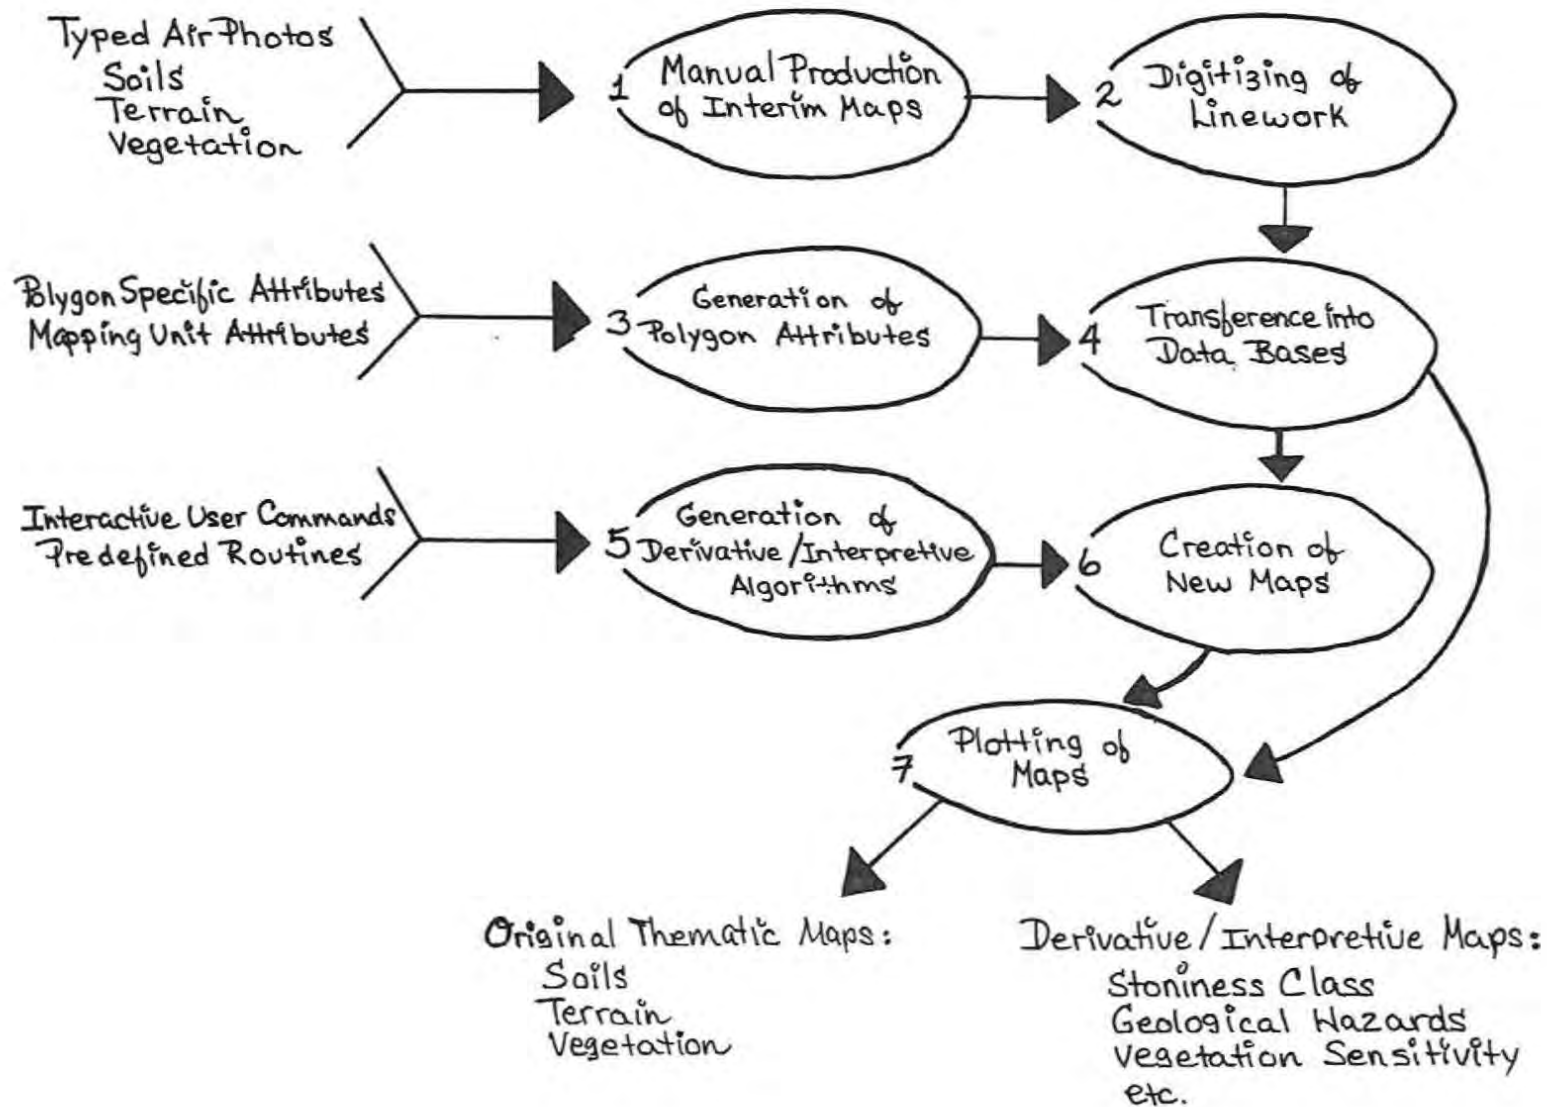 Typed Air Photos
Soils
Terrain
Vegetation
1 Manual Production
of Interim Maps
2 Digitizing of
Linework
Polygon Specific Attributes
Mapping Unit Attributes
3 Generation of
Polygon Attributes
4 Transference into
Data Bases
Interactive User Commands
Predefined Routines
5 Generation of
Derivative/Interpretive
Algorithms
6 Creation of
New Maps
7 Plotting of
Maps
Original Thematic Maps:
Soils
Terrain
Vegetation
Derivative/Interpretive Maps:
Stoniness Class
Geological Hazards
Vegetation Sensitivity
etc.